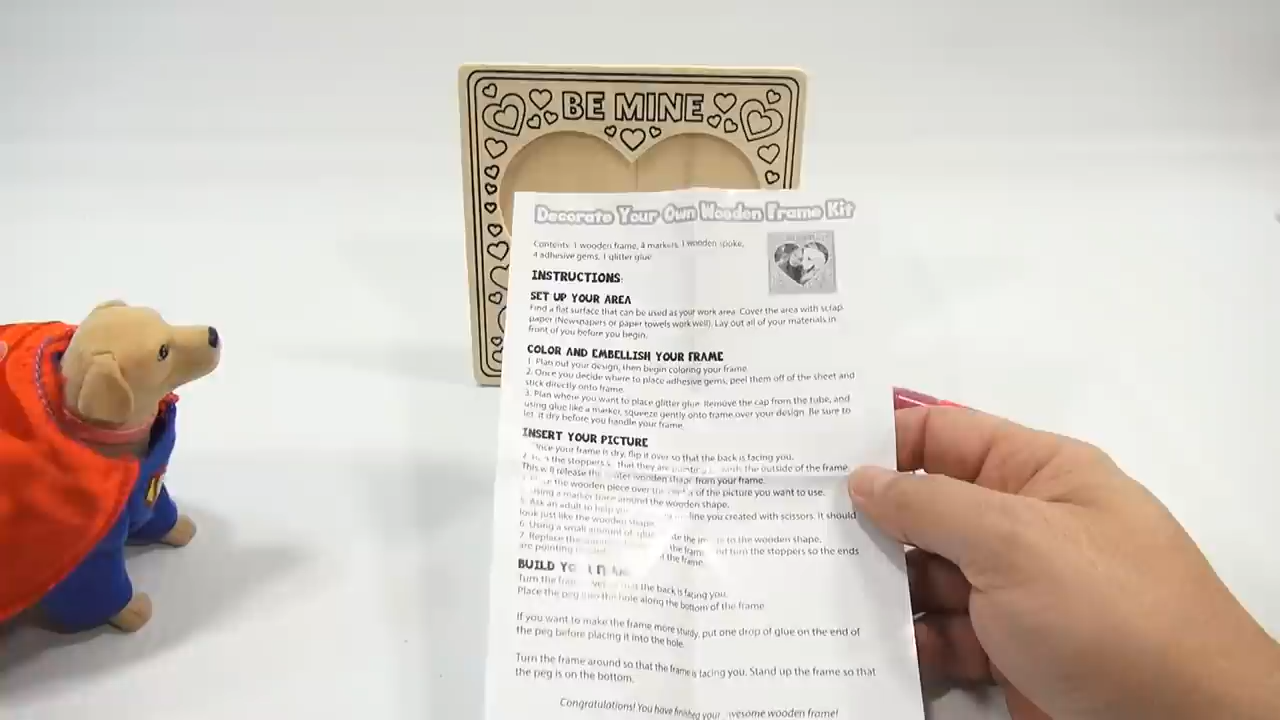 BE MINE
Decorate Your Own Wooden Frame Kit
Contents: 1 wooden frame, 4 markers, 1 wooden spoke,
4 adhesive gems, 1 glitter glue
INSTRUCTIONS:
SET UP YOUR AREA
Find a flat surface that can be used as your work area. Cover the area with scrap
paper (Newspapers or paper towels work well). Lay out all of your materials in
front of you before you begin.
COLOR AND EMBELLISH YOUR FRAME
1. Plan out your design, then begin coloring your frame.
2. Once you decide where to place adhesive gems, peel them off of the sheet and
stick directly onto frame.
3. Plan where you want to place glitter glue. Remove the cap from the tube, and
using glue like a marker, squeeze gently onto frame over your design. Be sure to
let it dry before you handle your frame.
INSERT YOUR PICTURE
Once your frame is dry, flip it over so that the back is facing you.
2. the stoppers that they are the outside of the frame.
This will release the wooden shape from your frame.
the wooden piece over the of the picture you want to use.
using a marker trace around the wooden shape.
5. Ask an adult to help you line you created with scissors. It should
look just like the wooden shape.
6. Using a small amount of glue the to the wooden shape.
7. Replace the the frame and turn the stoppers so the ends
are pointing the frame.
BUILD
Turn the that the back is facing you.
Place the peg into the hole along the bottom of the frame.
If you want to make the frame more sturdy, put one drop of glue on the end of
the peg before placing it into the hole.
Turn the frame around so that the frame is facing you. Stand up the frame so that
the peg is on the bottom.
Congratulations! You have finished your wooden frame!